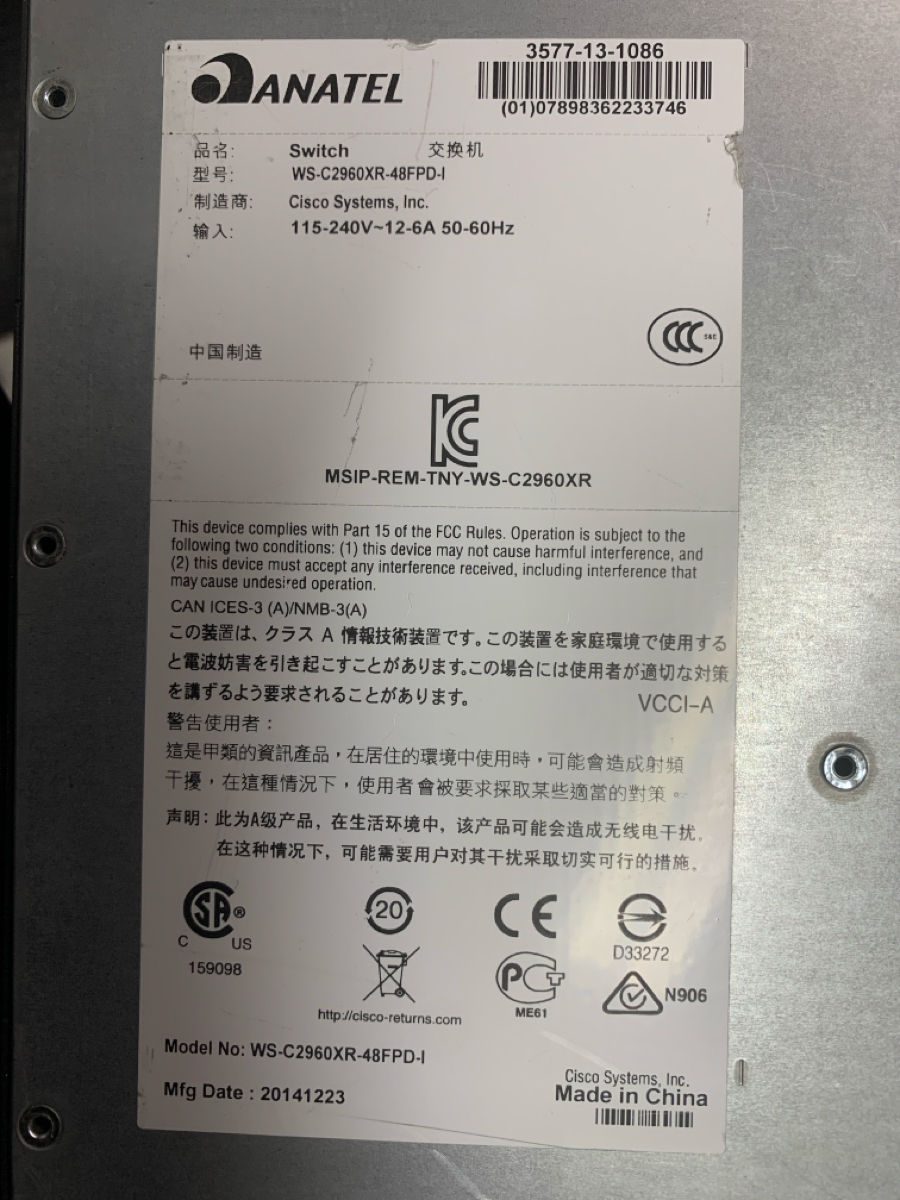 ANATEL
3577-13-1086
(01)07898362233746
品名: Switch 交换机
型号: WS-C2960XR-48FPD-I
制造商: Cisco Systems, Inc.
输入: 115-240V~12-6A 50-60Hz
中国制造
CCC S&E
KC
MSIP-REM-TNY-WS-C2960XR
This device complies with Part 15 of the FCC Rules. Operation is subject to the
following two conditions: (1) this device may not cause harmful interference, and
(2) this device must accept any interference received, including interference that
may cause undesired operation.
CAN ICES-3 (A)/NMB-3(A)
この装置は、クラス A 情報技術装置です。この装置を家庭環境で使用する
と電波妨害を引き起こすことがあります。この場合には使用者が適切な対策
を講ずるよう要求されることがあります。
VCCI-A
警告使用者：
這是甲類的資訊產品，在居住的環境中使用時，可能會造成射頻
干擾，在這種情況下，使用者會被要求採取某些適當的對策。
声明：此为A级产品，在生活环境中，该产品可能会造成无线电干扰。
在这种情况下，可能需要用户对其干扰采取切实可行的措施。
SA®
C US
159098
20
CE
D33272
http://cisco-returns.com
PCT
ME61
N906
Model No: WS-C2960XR-48FPD-I
Mfg Date : 20141223
Cisco Systems, Inc.
Made in China